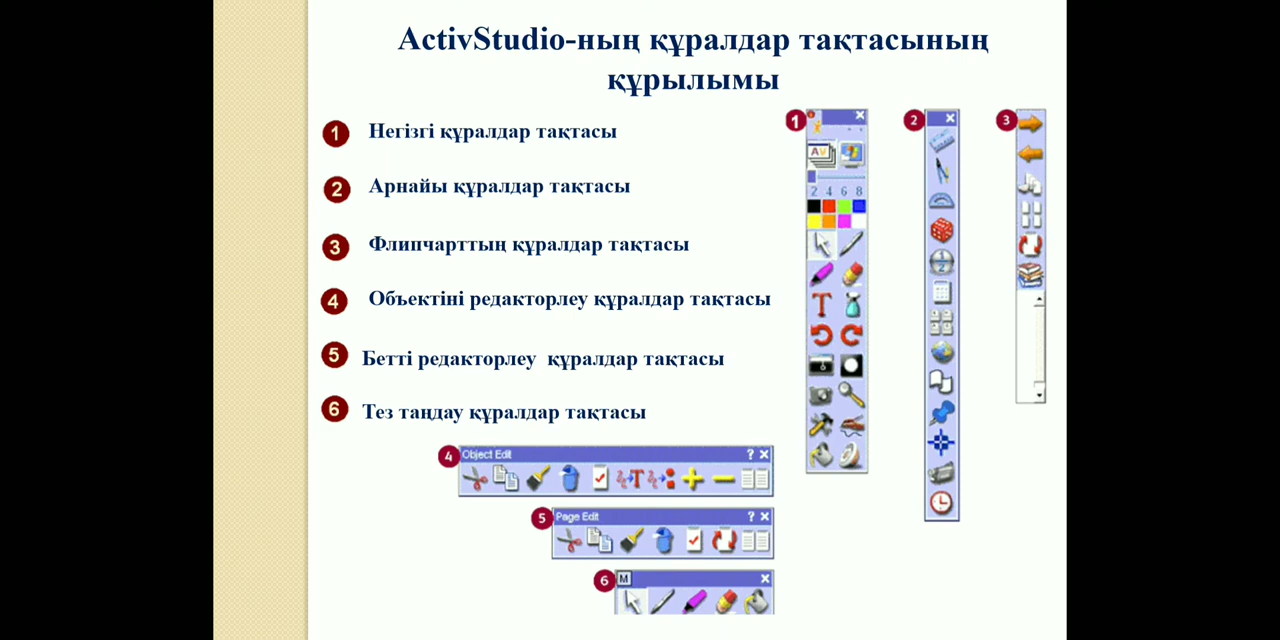 ActivStudio-ның құралдар тақтасының
құрылымы
1 Негізгі құралдар тақтасы
2 Арнайы құралдар тақтасы
3 Флипчарттың құралдар тақтасы
4 Объектіні редакторлеу құралдар тақтасы
5 Бетті редакторлеу құралдар тақтасы
6 Тез таңдау құралдар тақтасы
1
2 4 6 8
T
2
1
2
3
4 Object Edit ? ×
T
5 Page Edit ? ×
6 M ×